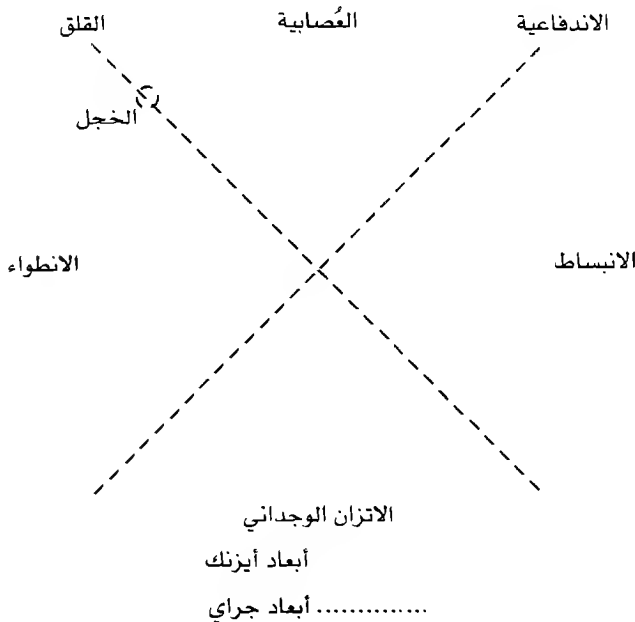 الاندفاعية العُصابية القلق
الخجل
الانبساط الانطواء
الاتزان الوجداني
أبعاد أيزنك
أبعاد جراي ..............